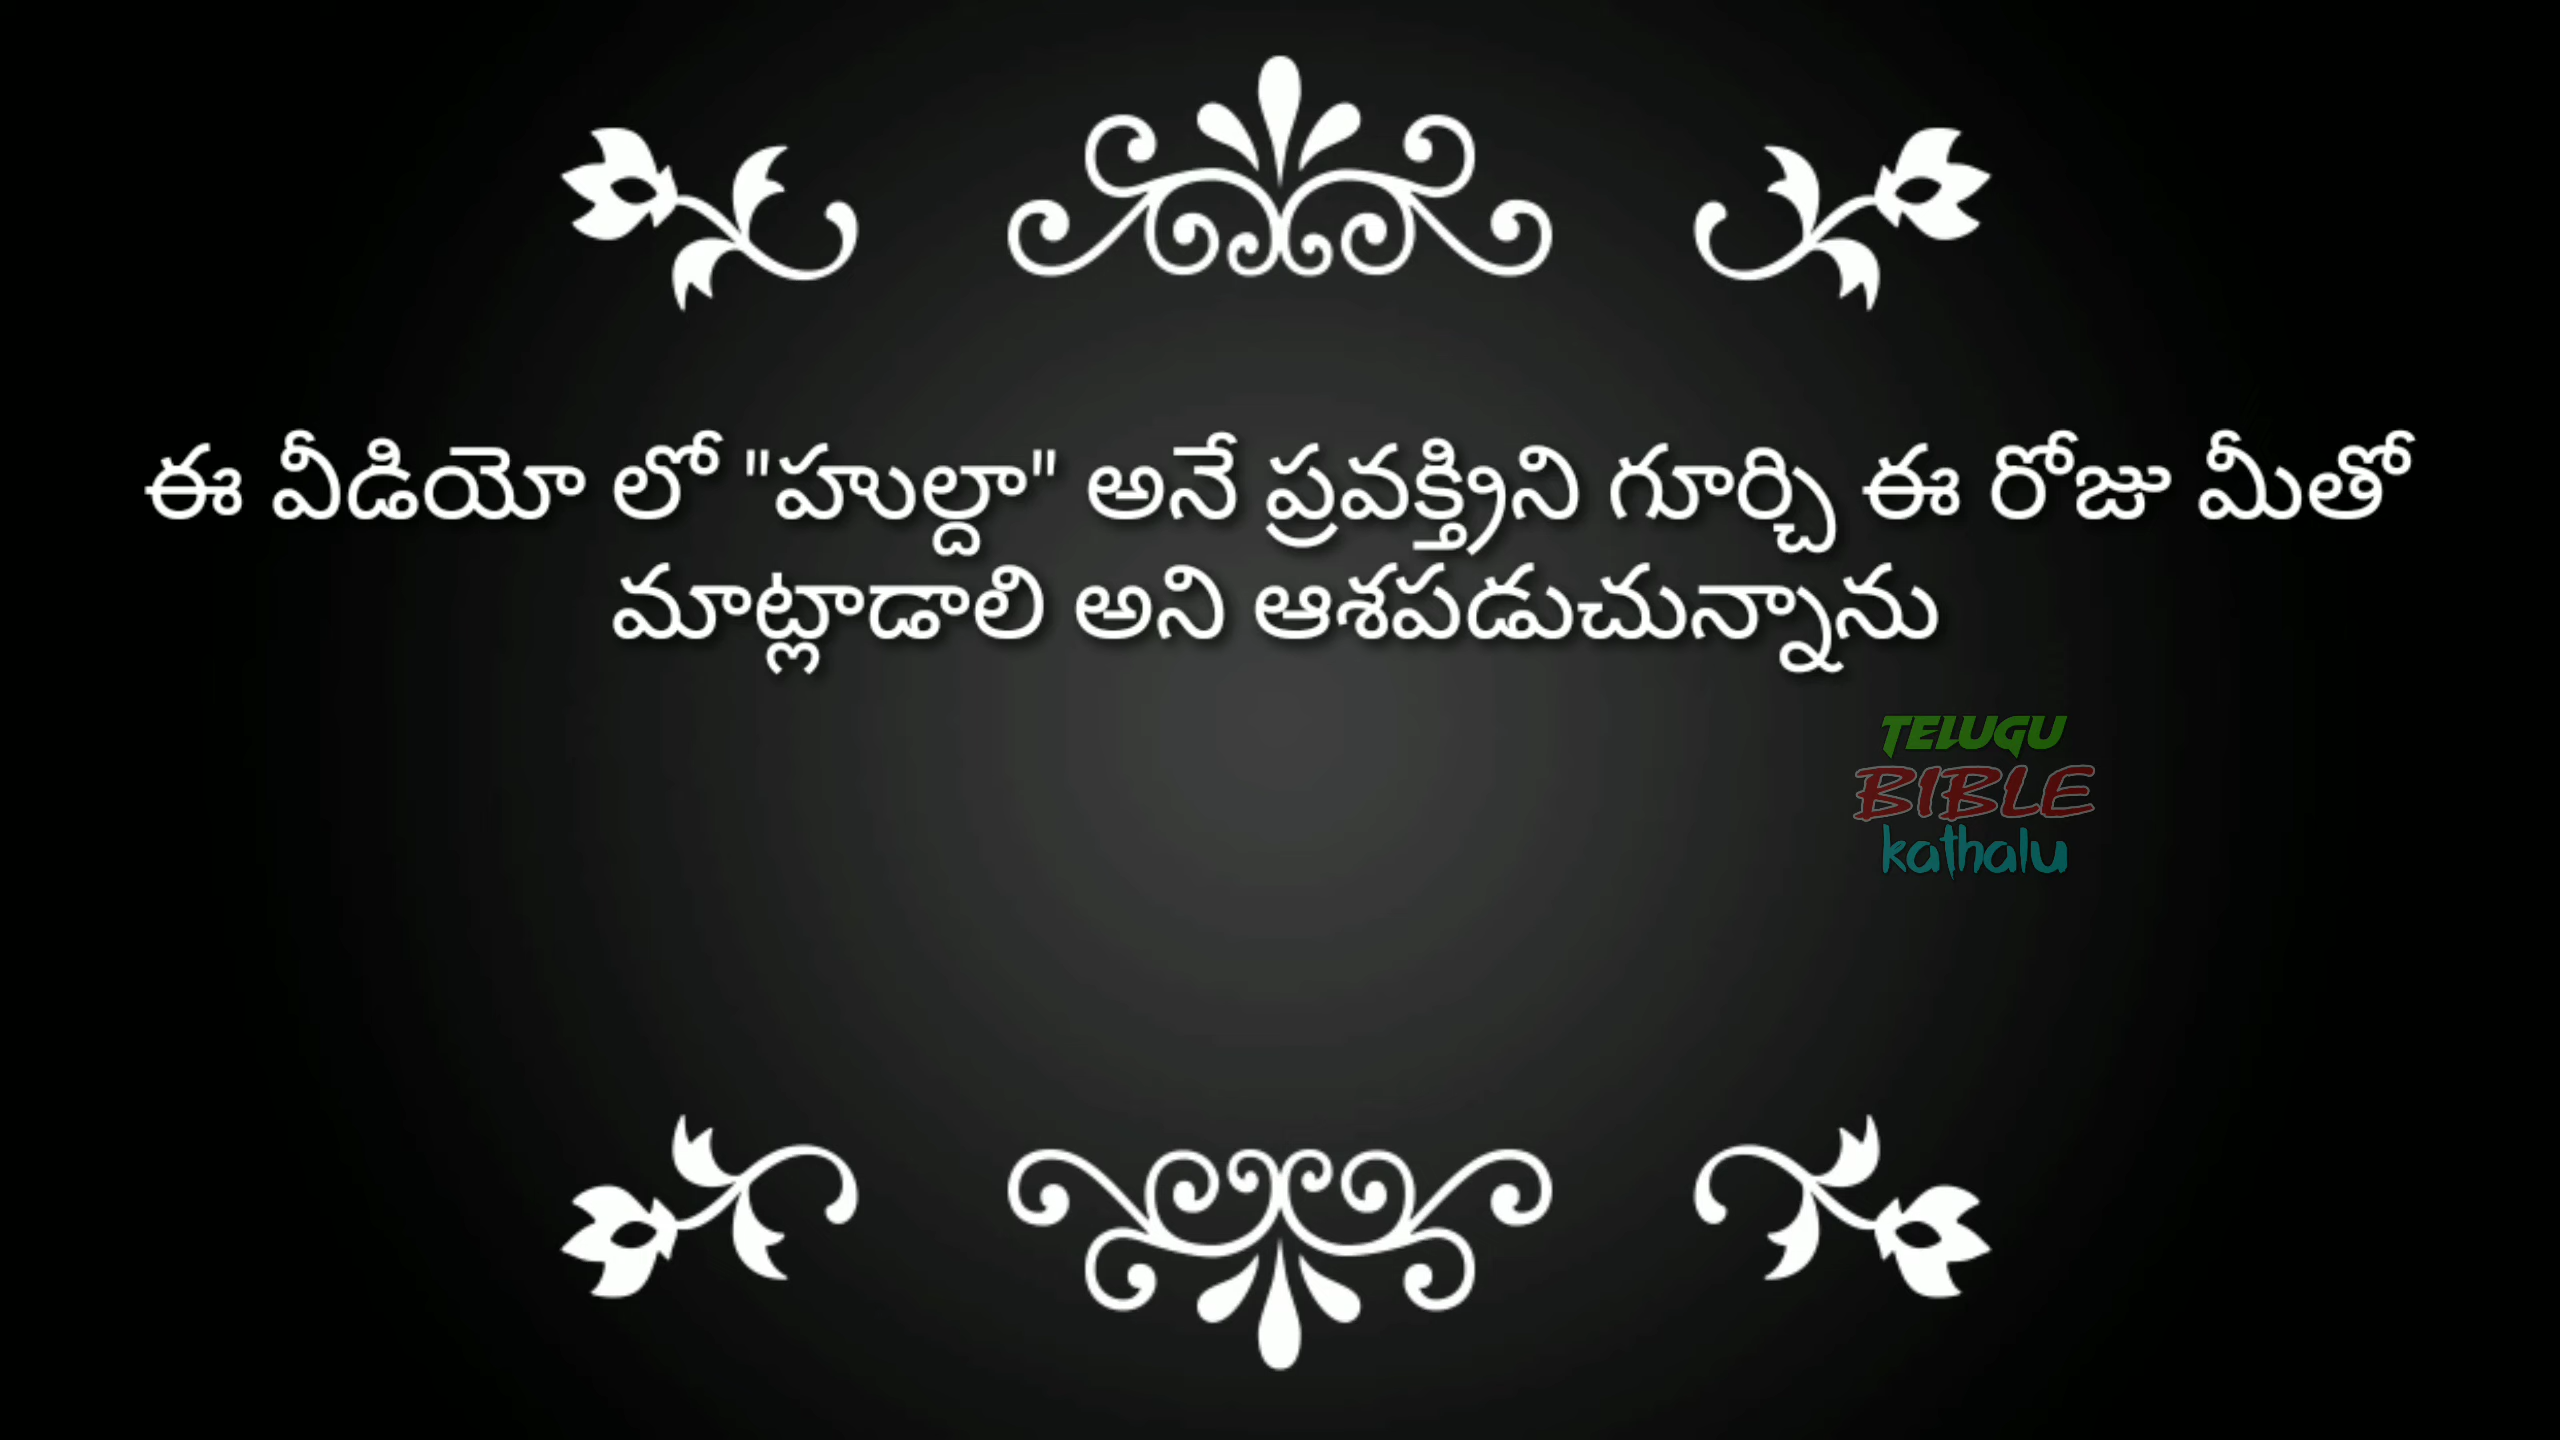 ఈ వీడియో లో "హుల్దా" అనే ప్రవక్త్రిని గూర్చి ఈ రోజు మీతో
మాట్లాడాలి అని ఆశపడుచున్నాను
TELUGU
BIBLE
kathalu